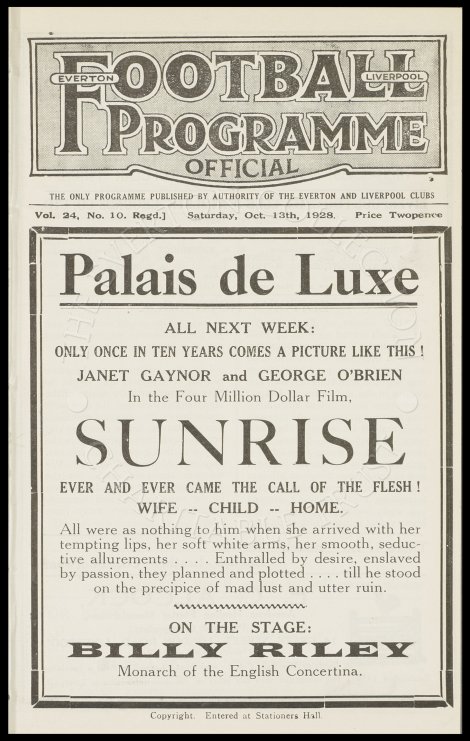 EVERTON FOOTBALL LIVERPOOL
PROGRAMME
OFFICIAL
THE ONLY PROGRAMME PUBLISHED BY AUTHORITY OF THE EVERTON AND LIVERPOOL CLUBS
Vol. 24, No. 10. Regd.] Saturday, Oct. 13th, 1928. Price Twopence
Palais de Luxe
ALL NEXT WEEK:
ONLY ONCE IN TEN YEARS COMES A PICTURE LIKE THIS!
JANET GAYNOR and GEORGE O'BRIEN
In the Four Million Dollar Film,
SUNRISE
EVER AND EVER CAME THE CALL OF THE FLESH!
WIFE -- CHILD -- HOME.
All were as nothing to him when she arrived with her
tempting lips, her soft white arms, her smooth, seduc-
tive allurements . . . . Enthralled by desire, enslaved
by passion, they planned and plotted . . . . till he stood
on the precipice of mad lust and utter ruin.
ON THE STAGE:
BILLY RILEY
Monarch of the English Concertina.
Copyright. Entered at Stationers Hall.